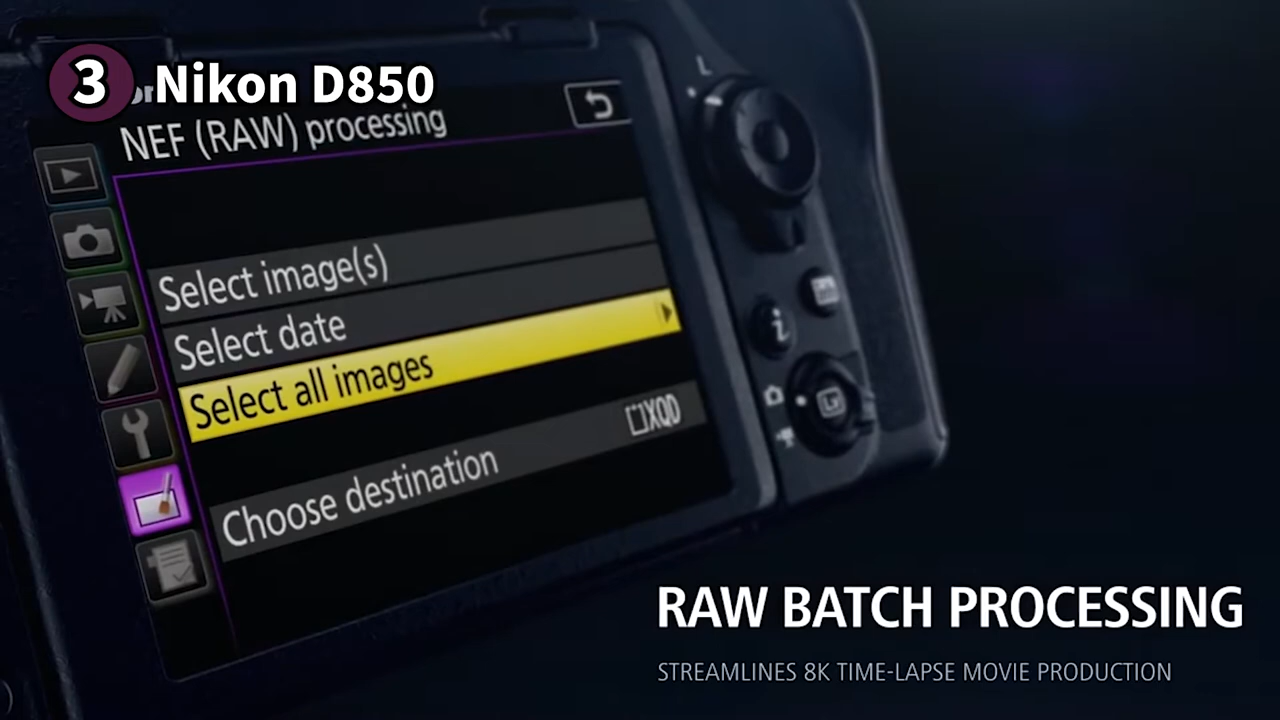 3 Nikon D850
NEF (RAW) processing
L
Select image(s)
Select date
Select all images
i
Choose destination
XQD
Lv
RAW BATCH PROCESSING
STREAMLINES 8K TIME-LAPSE MOVIE PRODUCTION